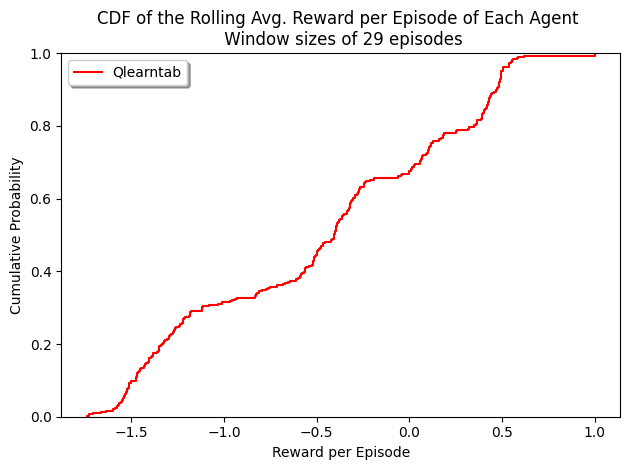 CDF of the Rolling Avg. Reward per Episode of Each Agent
Window sizes of 29 episodes
Qlearntab
Cumulative Probability
1.0
0.8
0.6
0.4
0.2
0.0
−1.5
−1.0
−0.5
0.0
0.5
1.0
Reward per Episode